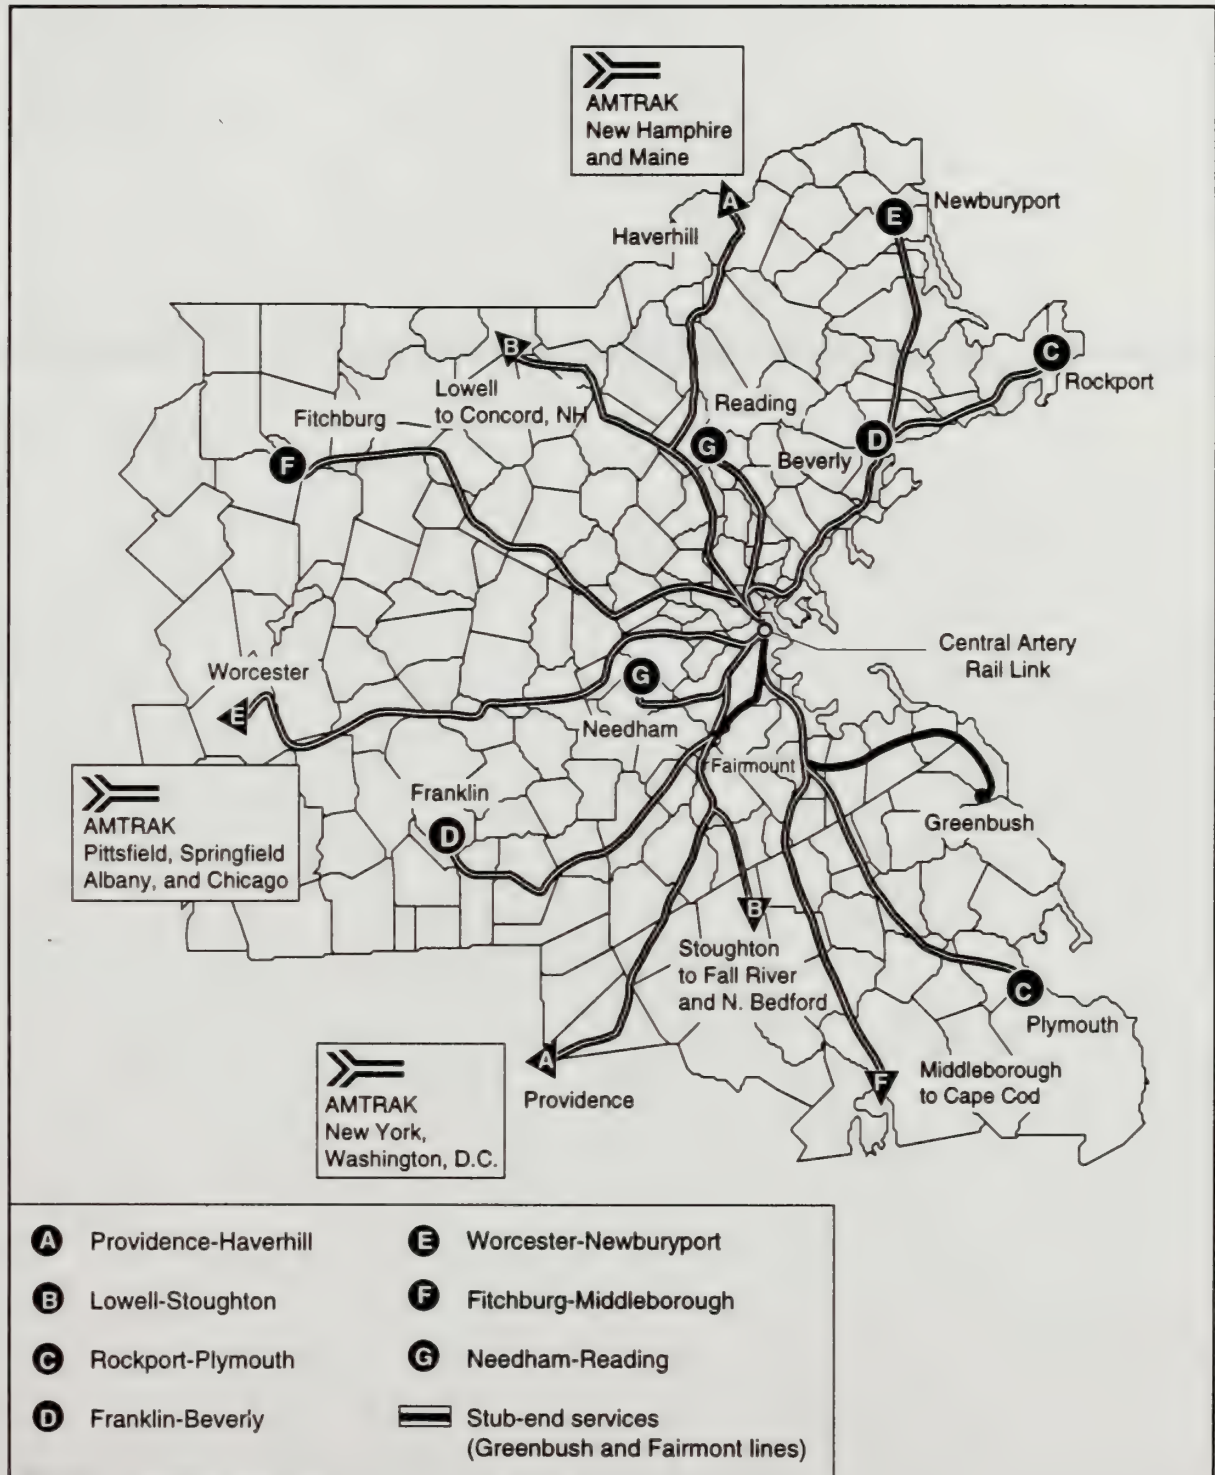 AMTRAK
New Hamphire
and Maine
A
E
Newburyport
Haverhill
B
C
Rockport
Lowell
to Concord, NH
Reading
Fitchburg
G
D
Beverly
F
Central Artery
Rail Link
Worcester
G
E
Needham
Fairmount
AMTRAK
Pittsfield, Springfield
Albany, and Chicago
Franklin
D
Greenbush
B
Stoughton
to Fall River
and N. Bedford
C
Plymouth
AMTRAK
New York,
Washington, D.C.
A
Providence
F
Middleborough
to Cape Cod
A Providence-Haverhill
B Lowell-Stoughton
C Rockport-Plymouth
D Franklin-Beverly
E Worcester-Newburyport
F Fitchburg-Middleborough
G Needham-Reading
Stub-end services
(Greenbush and Fairmont lines)